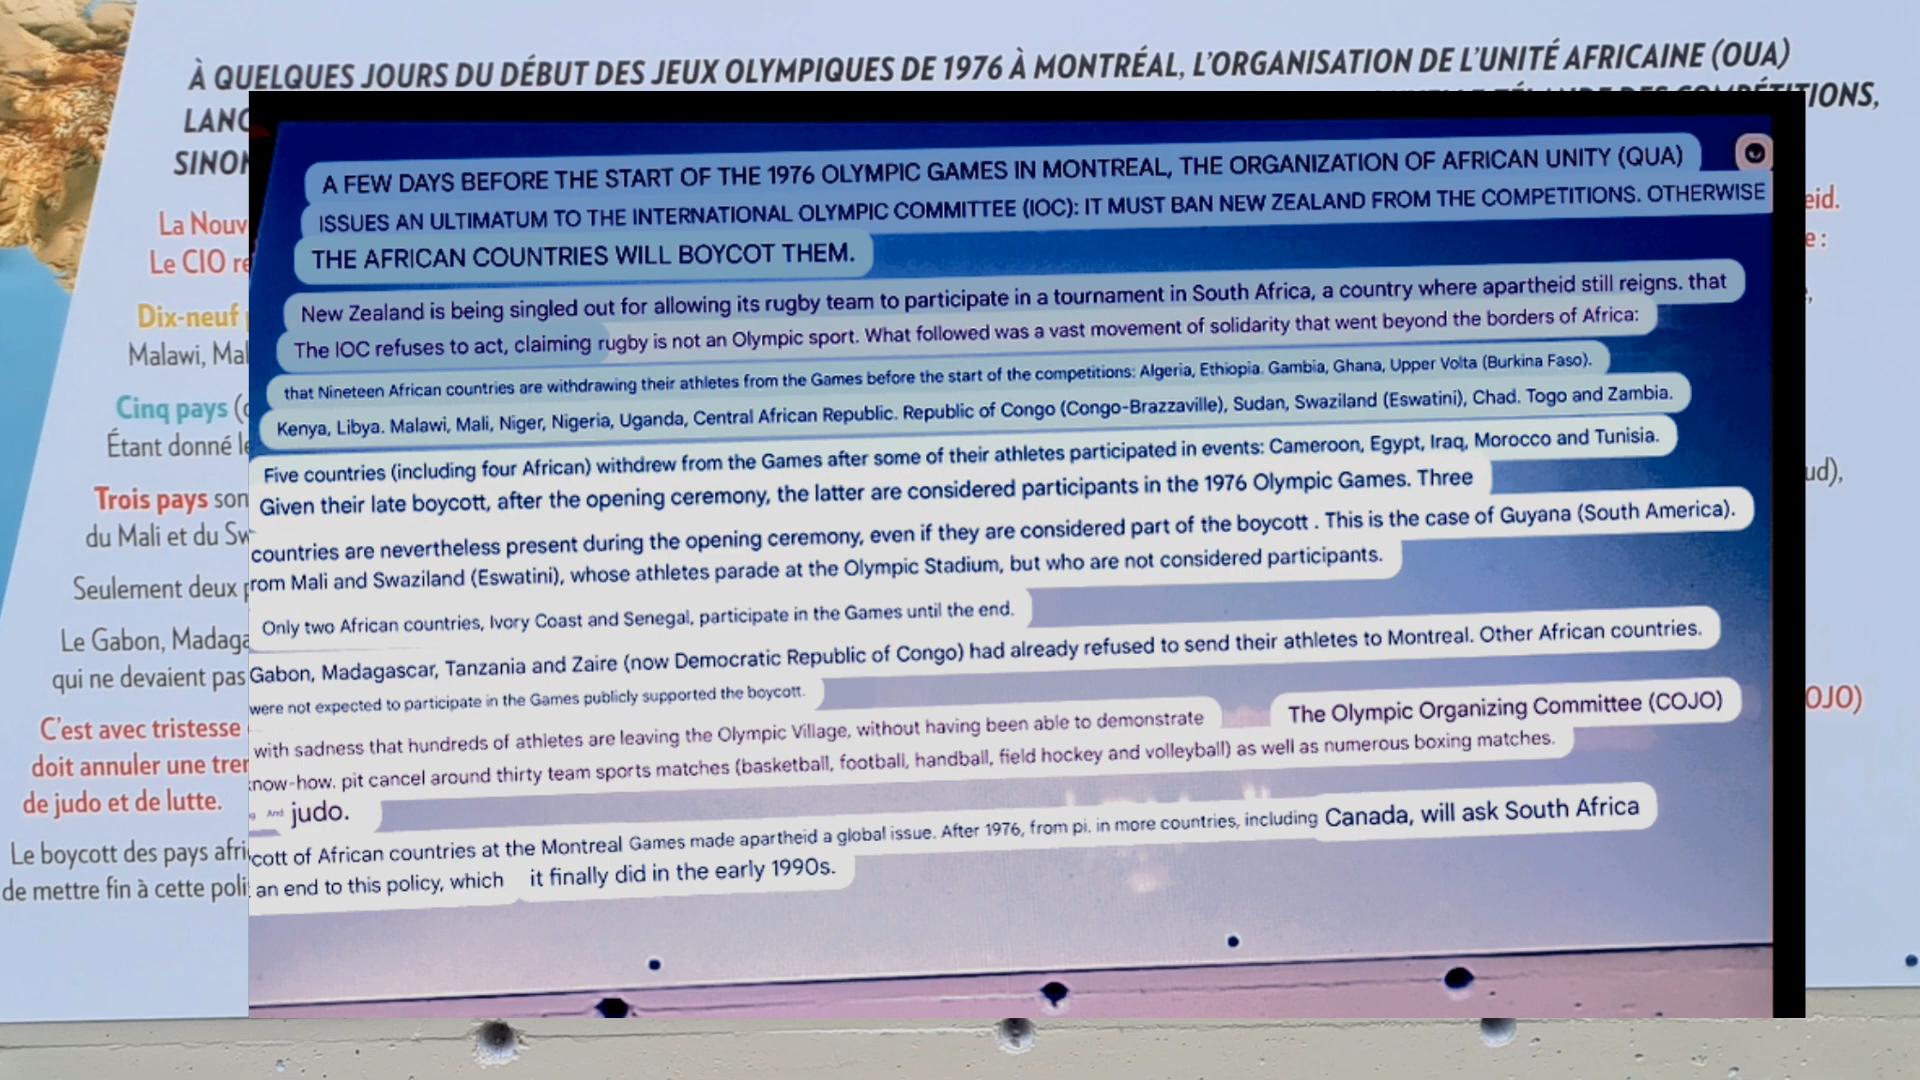 À QUELQUES JOURS DU DÉBUT DES JEUX OLYMPIQUES DE 1976 À MONTRÉAL, L'ORGANISATION DE L'UNITÉ AFRICAINE (OUA)
La Nouv
Le CIO re
Dix-neuf
Malawi, Mal
Cinq pays
Étant donné le
Trois pays son
du Mali et du Sw
Seulement deux
Le Gabon, Madaga
qui ne devaient pas
C'est avec tristesse
doit annuler une tren
de judo et de lutte.
Le boycott des pays afri
de mettre fin à cette poli
eid.
e :
ud),
OJO)
A FEW DAYS BEFORE THE START OF THE 1976 OLYMPIC GAMES IN MONTREAL, THE ORGANIZATION OF AFRICAN UNITY (QUA)
ISSUES AN ULTIMATUM TO THE INTERNATIONAL OLYMPIC COMMITTEE (IOC): IT MUST BAN NEW ZEALAND FROM THE COMPETITIONS. OTHERWISE
THE AFRICAN COUNTRIES WILL BOYCOT THEM.
New Zealand is being singled out for allowing its rugby team to participate in a tournament in South Africa, a country where apartheid still reigns. that
The IOC refuses to act, claiming rugby is not an Olympic sport. What followed was a vast movement of solidarity that went beyond the borders of Africa:
that Nineteen African countries are withdrawing their athletes from the Games before the start of the competitions: Algeria, Ethiopia. Gambia, Ghana, Upper Volta (Burkina Faso).
Kenya, Libya. Malawi, Mali, Niger, Nigeria, Uganda, Central African Republic. Republic of Congo (Congo-Brazzaville), Sudan, Swaziland (Eswatini), Chad. Togo and Zambia.
Five countries (including four African) withdrew from the Games after some of their athletes participated in events: Cameroon, Egypt, Iraq, Morocco and Tunisia.
Given their late boycott, after the opening ceremony, the latter are considered participants in the 1976 Olympic Games. Three
countries are nevertheless present during the opening ceremony, even if they are considered part of the boycott . This is the case of Guyana (South America).
rom Mali and Swaziland (Eswatini), whose athletes parade at the Olympic Stadium, but who are not considered participants.
Only two African countries, Ivory Coast and Senegal, participate in the Games until the end.
Gabon, Madagascar, Tanzania and Zaire (now Democratic Republic of Congo) had already refused to send their athletes to Montreal. Other African countries.
were not expected to participate in the Games publicly supported the boycott.
with sadness that hundreds of athletes are leaving the Olympic Village, without having been able to demonstrate The Olympic Organizing Committee (COJO)
now-how. pit cancel around thirty team sports matches (basketball, football, handball, field hockey and volleyball) as well as numerous boxing matches.
And judo.
cott of African countries at the Montreal Games made apartheid a global issue. After 1976, from pi. in more countries, including Canada, will ask South Africa
an end to this policy, which it finally did in the early 1990s.